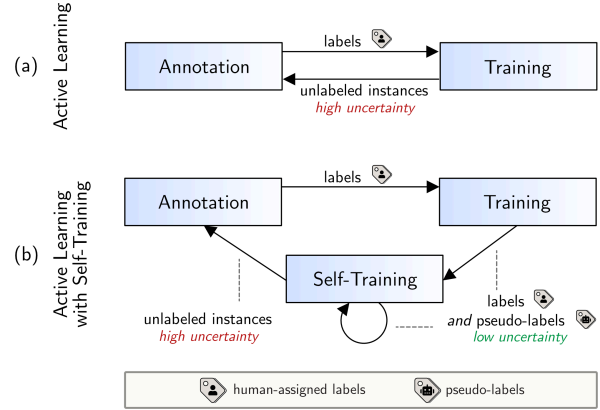 (a)
Active Learning
Annotation
labels
Training
unlabeled instances
high uncertainty
(b)
Active Learning
with Self-Training
Annotation
labels
Training
Self-Training
unlabeled instances
high uncertainty
labels
and pseudo-labels
low uncertainty
human-assigned labels
pseudo-labels